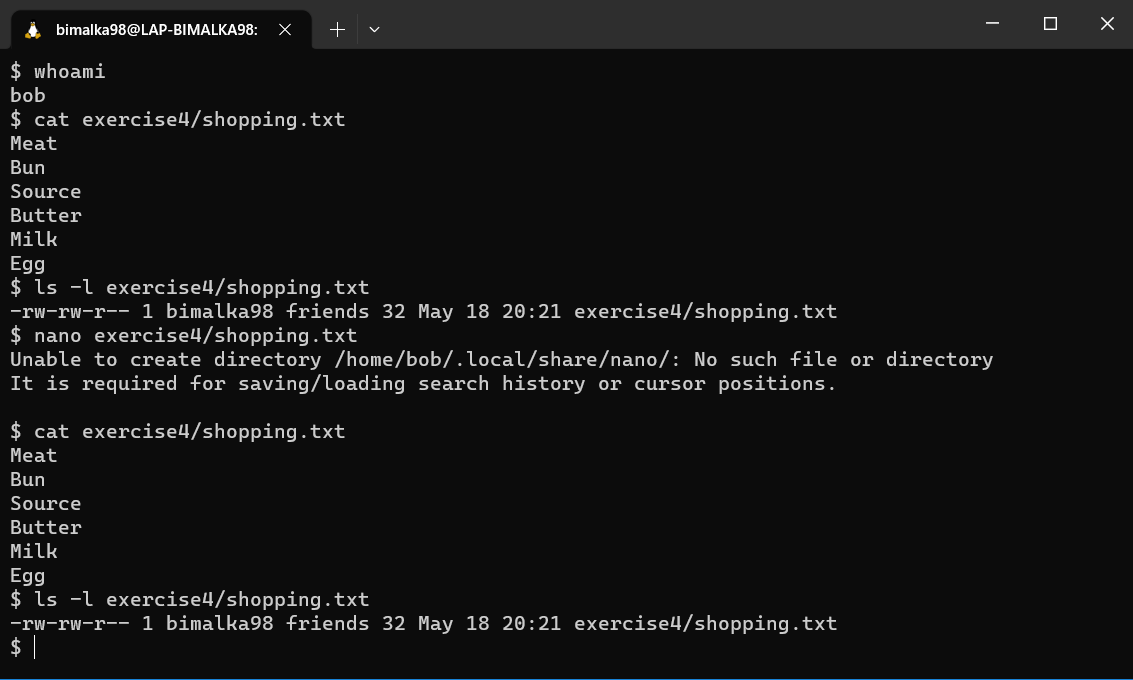 bimalka98@LAP-BIMALKA98:
$ whoami
bob
$ cat exercise4/shopping.txt
Meat
Bun
Source
Butter
Milk
Egg
$ ls -l exercise4/shopping.txt
-rw-rw-r-- 1 bimalka98 friends 32 May 18 20:21 exercise4/shopping.txt
$ nano exercise4/shopping.txt
Unable to create directory /home/bob/.local/share/nano/: No such file or directory
It is required for saving/loading search history or cursor positions.

$ cat exercise4/shopping.txt
Meat
Bun
Source
Butter
Milk
Egg
$ ls -l exercise4/shopping.txt
-rw-rw-r-- 1 bimalka98 friends 32 May 18 20:21 exercise4/shopping.txt
$